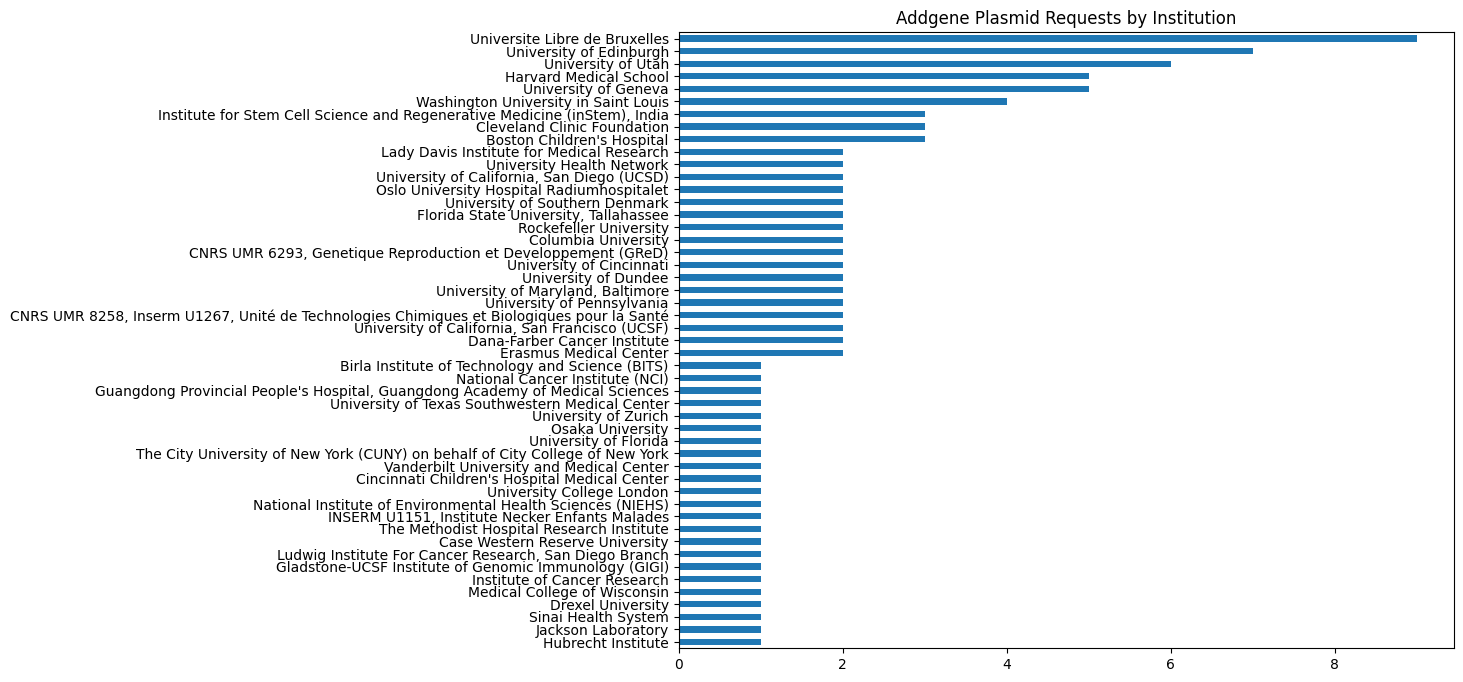 Addgene Plasmid Requests by Institution
Universite Libre de Bruxelles
University of Edinburgh
University of Utah
Harvard Medical School
University of Geneva
Washington University in Saint Louis
Institute for Stem Cell Science and Regenerative Medicine (inStem), India
Cleveland Clinic Foundation
Boston Children's Hospital
Lady Davis Institute for Medical Research
University Health Network
University of California, San Diego (UCSD)
Oslo University Hospital Radiumhospitalet
University of Southern Denmark
Florida State University, Tallahassee
Rockefeller University
Columbia University
CNRS UMR 6293, Genetique Reproduction et Developpement (GReD)
University of Cincinnati
University of Dundee
University of Maryland, Baltimore
University of Pennsylvania
CNRS UMR 8258, Inserm U1267, Unité de Technologies Chimiques et Biologiques pour la Santé
University of California, San Francisco (UCSF)
Dana-Farber Cancer Institute
Erasmus Medical Center
Birla Institute of Technology and Science (BITS)
National Cancer Institute (NCI)
Guangdong Provincial People's Hospital, Guangdong Academy of Medical Sciences
University of Texas Southwestern Medical Center
University of Zurich
Osaka University
University of Florida
The City University of New York (CUNY) on behalf of City College of New York
Vanderbilt University and Medical Center
Cincinnati Children's Hospital Medical Center
University College London
National Institute of Environmental Health Sciences (NIEHS)
INSERM U1151, Institute Necker Enfants Malades
The Methodist Hospital Research Institute
Case Western Reserve University
Ludwig Institute For Cancer Research, San Diego Branch
Gladstone-UCSF Institute of Genomic Immunology (GIGI)
Institute of Cancer Research
Medical College of Wisconsin
Drexel University
Sinai Health System
Jackson Laboratory
Hubrecht Institute
0 2 4 6 8